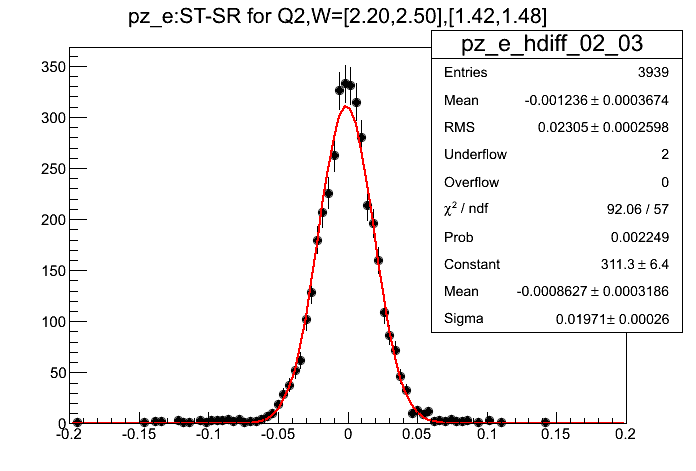 pz_e:ST-SR for Q2,W=[2.20,2.50],[1.42,1.48]
pz_e_hdiff_02_03
Entries 3939
Mean -0.001236 ± 0.0003674
RMS 0.02305 ± 0.0002598
Underflow 2
Overflow 0
χ² / ndf 92.06 / 57
Prob 0.002249
Constant 311.3 ± 6.4
Mean -0.0008627 ± 0.0003186
Sigma 0.01971 ± 0.00026
350
300
250
200
150
100
50
0
-0.2 -0.15 -0.1 -0.05 0 0.05 0.1 0.15 0.2